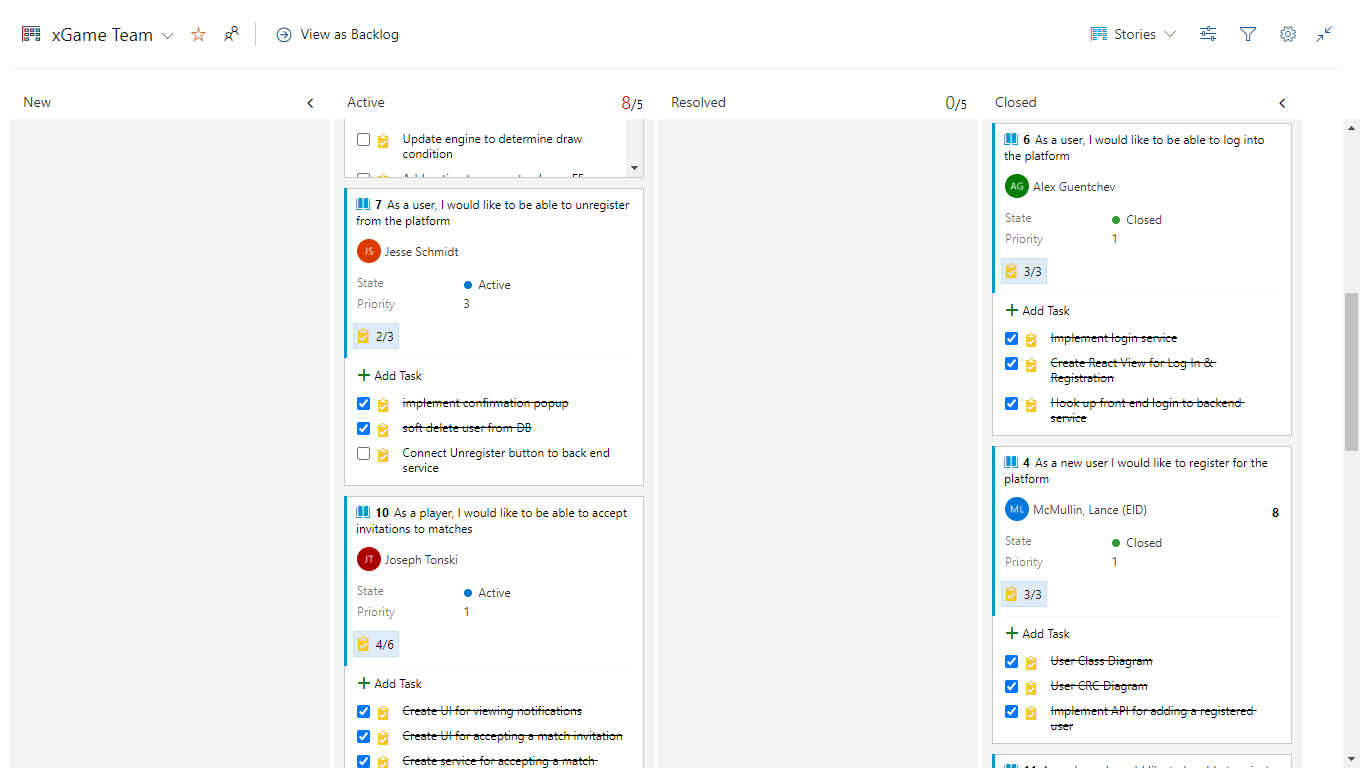 xGame Team
View as Backlog
Stories
New
Active
8/5
Resolved
0/5
Closed
Update engine to determine draw
condition
7 As a user, I would like to be able to unregister
from the platform
JS Jesse Schmidt
State Active
Priority 3
2/3
Add Task
implement confirmation popup
soft delete user from DB
Connect Unregister button to back end
service
10 As a player, I would like to be able to accept
invitations to matches
JT Joseph Tonski
State Active
Priority 1
4/6
Add Task
Create UI for viewing notifications
Create UI for accepting a match invitation
Create service for accepting a match
6 As a user, I would like to be able to log into
the platform
AG Alex Guentchev
State Closed
Priority 1
3/3
Add Task
Implement login service
Create React View for Log In &
Registration
Hook up front end login to backend
service
4 As a new user I would like to register for the
platform
ML McMullin, Lance (EID) 8
State Closed
Priority 1
3/3
Add Task
User Class Diagram
User CRC Diagram
Implement API for adding a registered
user